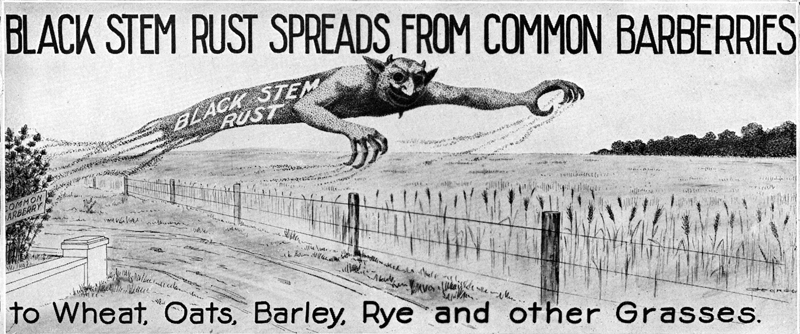 BLACK STEM RUST SPREADS FROM COMMON BARBERRIES
BLACK STEM
RUST
COMMON
BARBERRY
to Wheat, Oats, Barley, Rye and other Grasses.